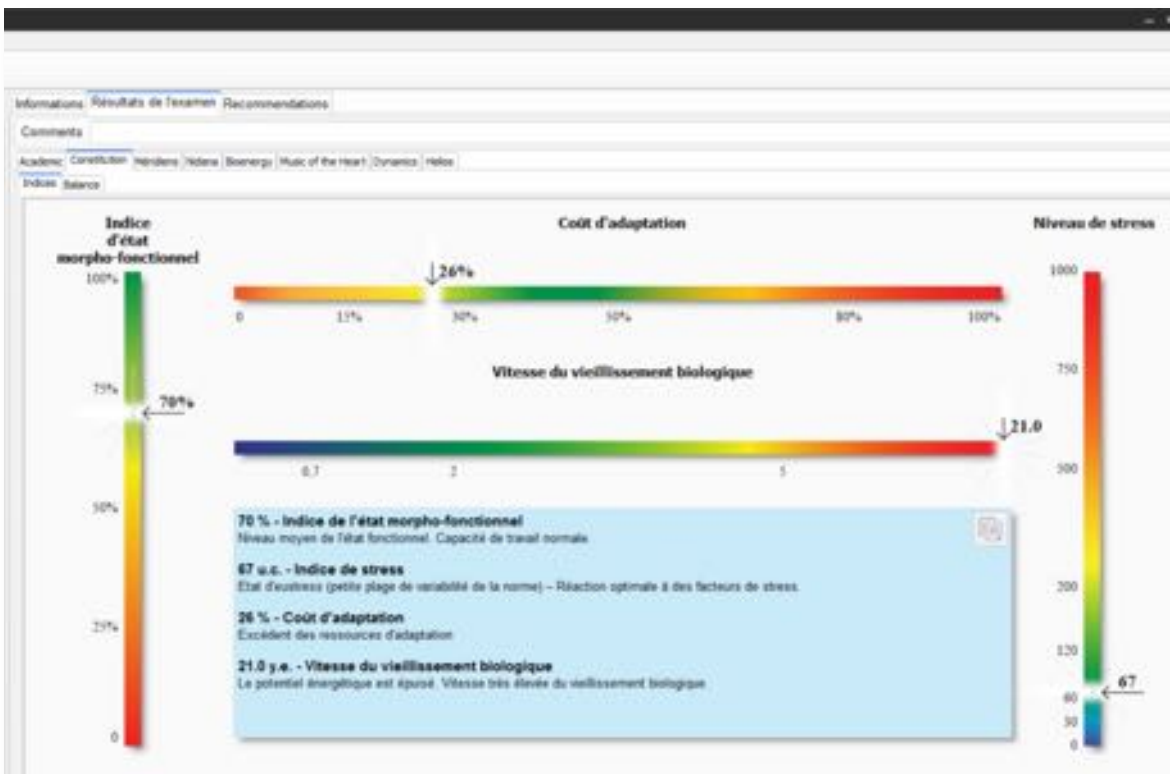 Informations Résultats de l'examen Recommendations
Comments
Academic Constitution Méridiens Nidana Bioenergy Music of the Heart Dynamics Helios
Indices Balance
Indice
d'état
morpho-fonctionnel
100%
75%
70%
50%
25%
0
Coût d'adaptation
26%
0 15% 30% 50% 80% 100%
Vitesse du vieillissement biologique
21.0
0,7 2 5
Niveau de stress
1000
750
500
200
120
67
60
30
0
70 % - Indice de l'état morpho-fonctionnel
Niveau moyen de l'état fonctionnel. Capacité de travail normale.
67 u.c. - Indice de stress
Etat d'eustress (petite plage de variabilité de la norme) – Réaction optimale à des facteurs de stress.
26 % - Coût d'adaptation
Excédent des ressources d'adaptation
21.0 y.e. - Vitesse du vieillissement biologique
Le potentiel énergétique est épuisé. Vitesse très élevée du vieillissement biologique